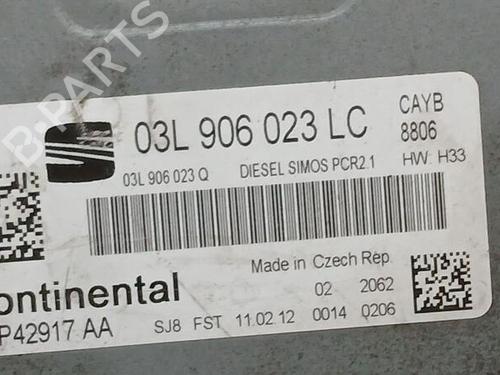 B-PARTS
03L 906 023 LC
CAYB
8806
03L 906 023 Q
DIESEL SIMOS PCR2.1
HW: H33
Made in Czech Rep
ontinental
02 2062
P42917 AA
SJ8 FST 11.02.12 0014 0206